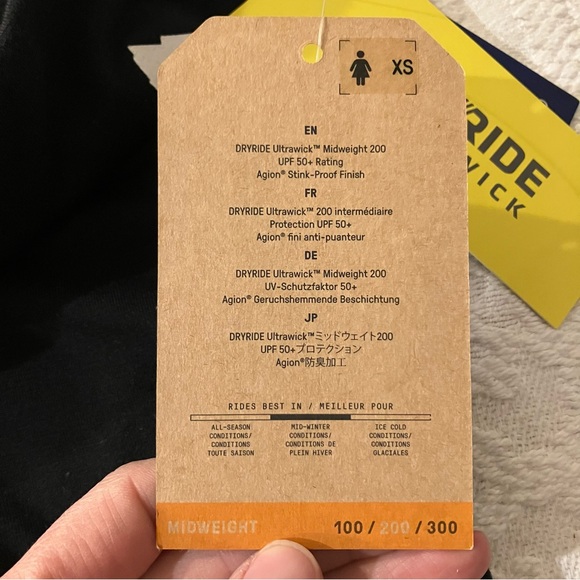 XS
EN
DRYRIDE Ultrawick™ Midweight 200
UPF 50+ Rating
Agion® Stink-Proof Finish
FR
DRYRIDE Ultrawick™ 200 intermédiaire
Protection UPF 50+
Agion® fini anti-puanteur
DE
DRYRIDE Ultrawick™ Midweight 200
UV-Schutzfaktor 50+
Agion® Geruchshemmende Beschichtung
JP
DRYRIDE Ultrawick™ミッドウェイト200
UPF 50+プロテクション
Agion®防臭加工
RIDES BEST IN / MEILLEUR POUR
ALL-SEASON CONDITIONS/ CONDITIONS TOUTE SAISON
MID-WINTER CONDITIONS/ CONDITIONS DE PLEIN HIVER
ICE COLD CONDITIONS/ CONDITIONS GLACIALES
MIDWEIGHT 100 / 200 / 300
RIDE
WICK